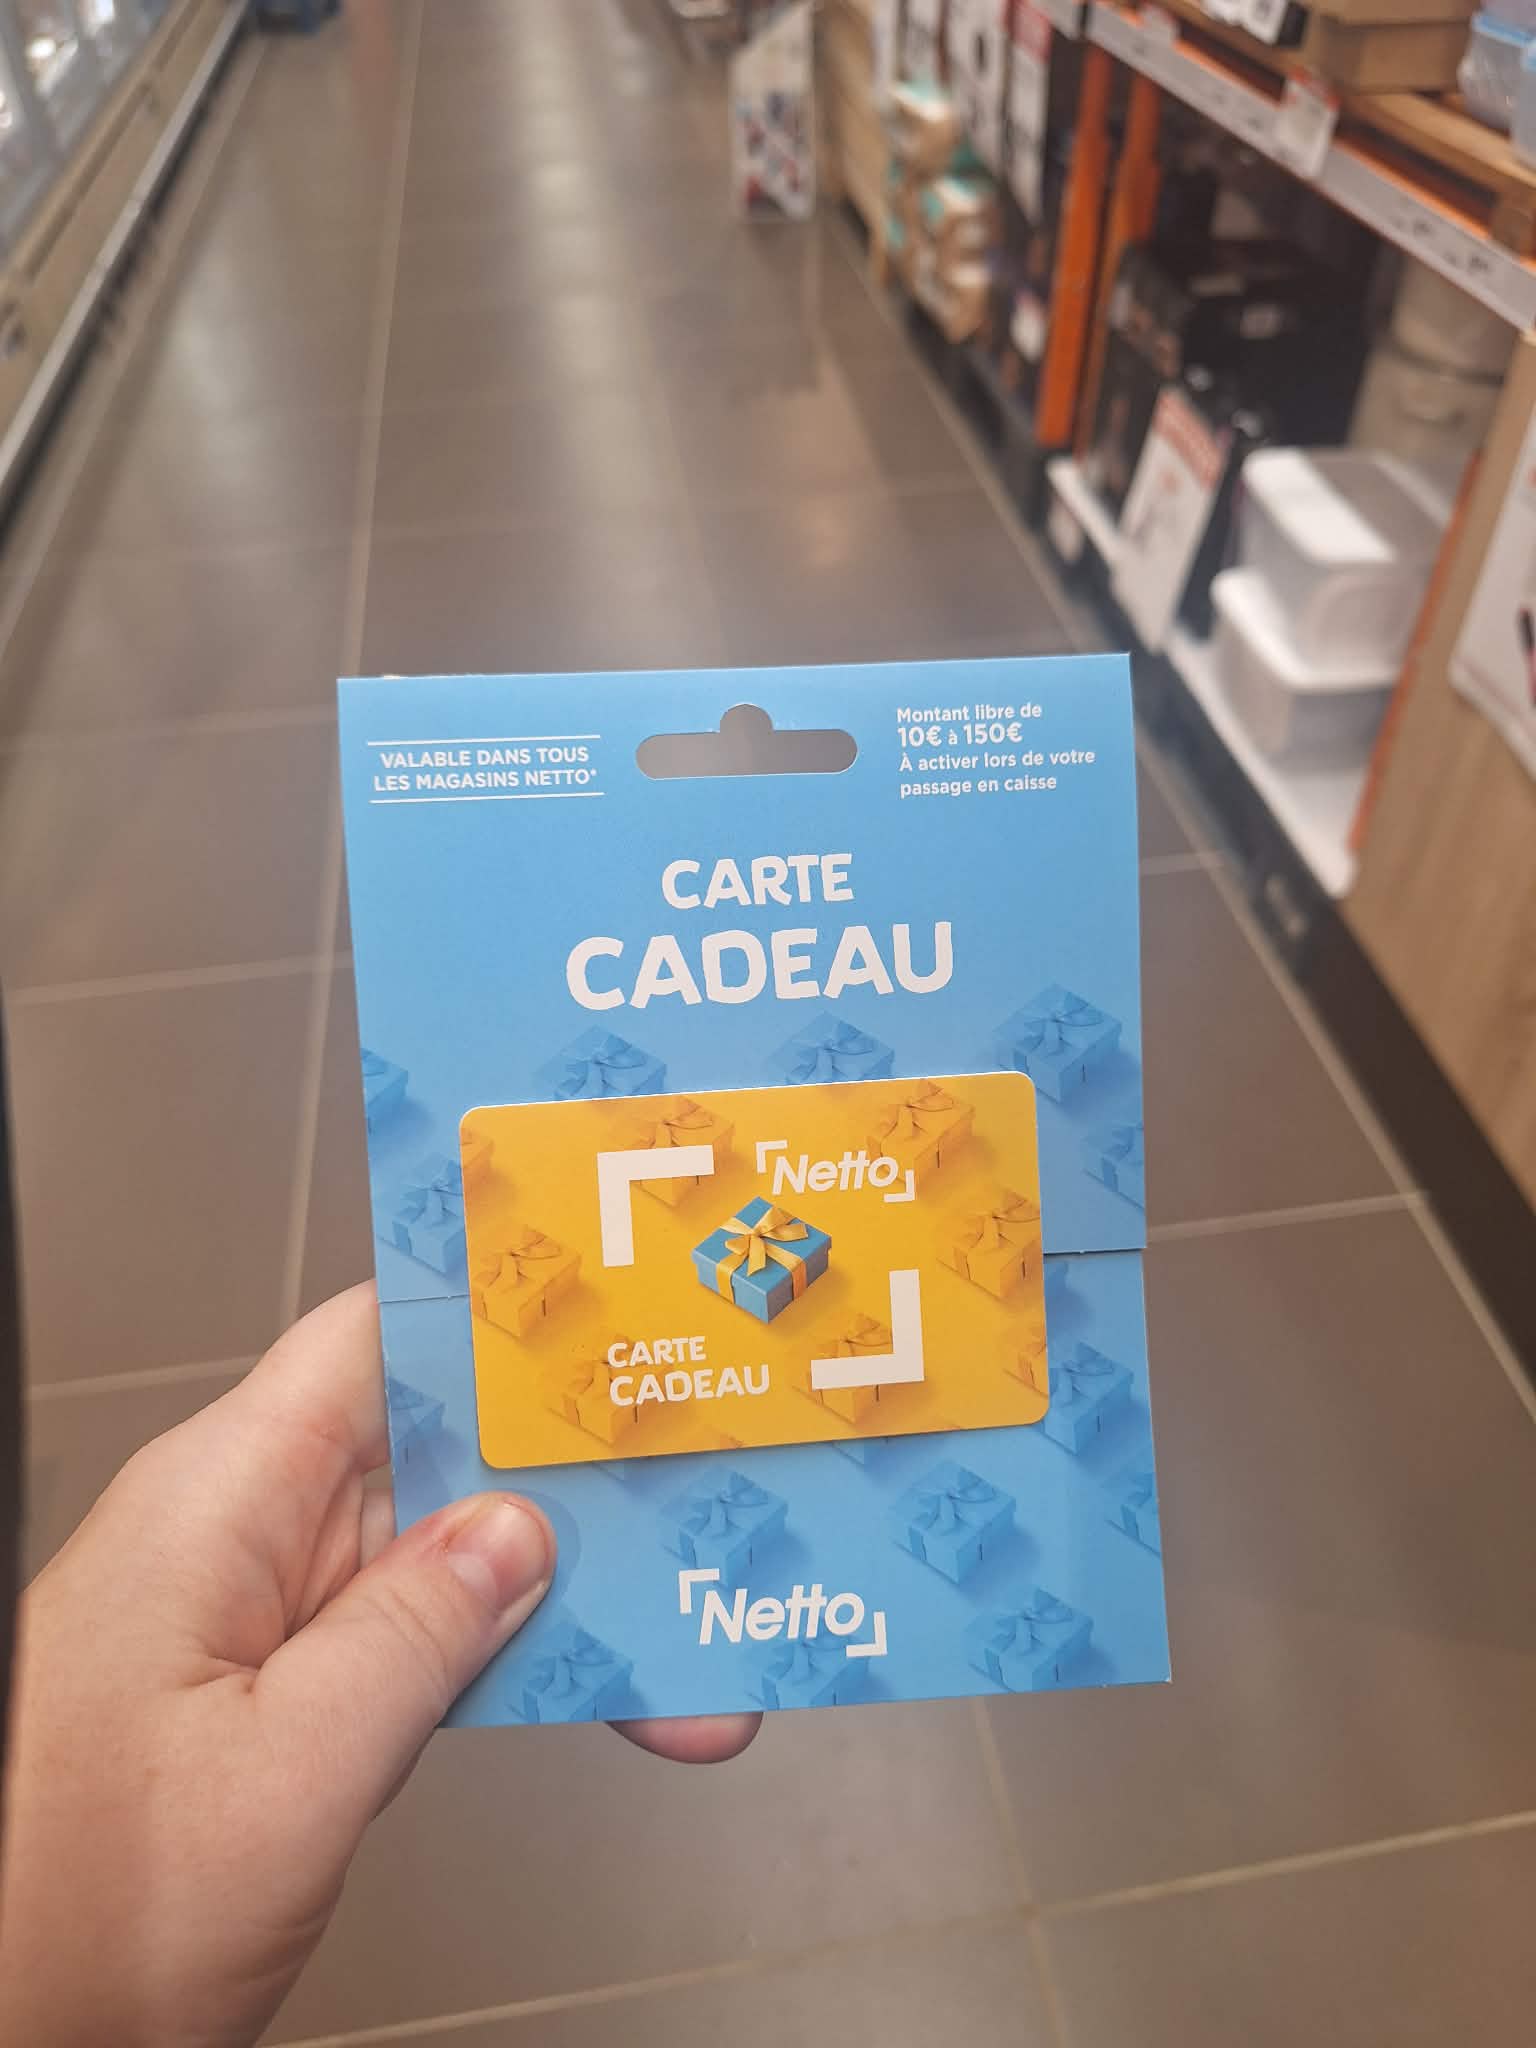 VALABLE DANS TOUS
LES MAGASINS NETTO*
Montant libre de
10€ à 150€
À activer lors de votre
passage en caisse
CARTE
CADEAU
Netto
CARTE
CADEAU
Netto